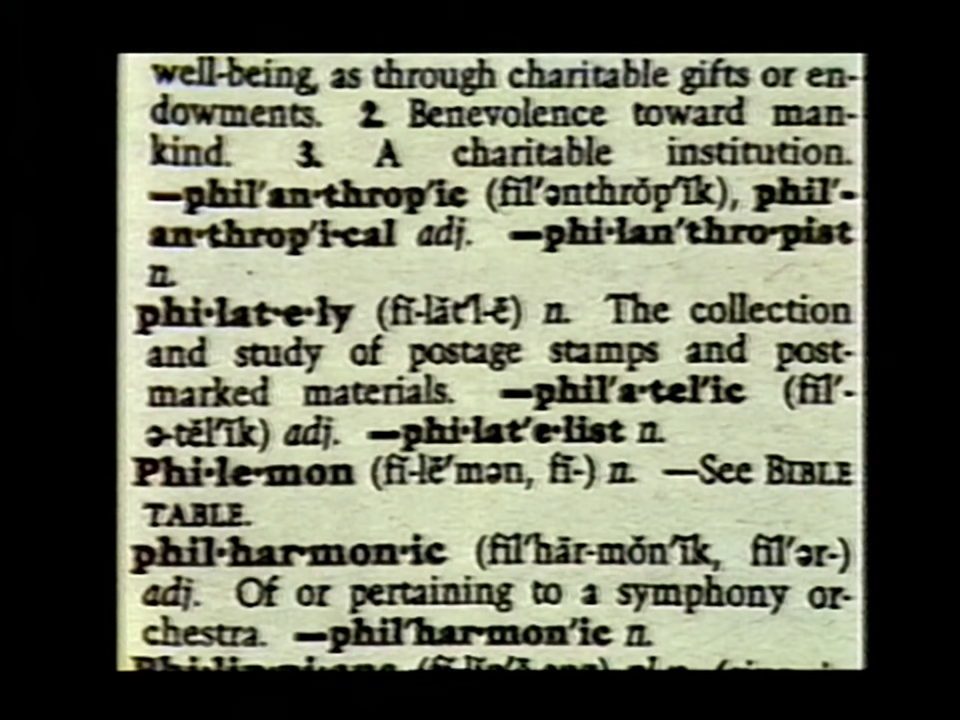 well-being, as through charitable gifts or en-
dowments. 2. Benevolence toward man-
kind. 3. A charitable institution.
—phil′an·throp′ic (fĭl′ənthrŏp′ĭk), phil′-
an·throp′i·cal adj. —phi·lan′thro·pist
n.
phi·lat·e·ly (fĭ-lăt′l-ē) n. The collection
and study of postage stamps and post-
marked materials. —phil′a·tel′ic (fĭl′-
ə-tĕl′ĭk) adj. —phi·lat′e·list n.
Phi·le·mon (fĭ-lē′mən, fī-) n. —See BIBLE
TABLE.
phil·har·mon·ic (fĭl′här-mŏn′ĭk, fĭl′ər-)
adj. Of or pertaining to a symphony or-
chestra. —phil′har·mon′ic n.